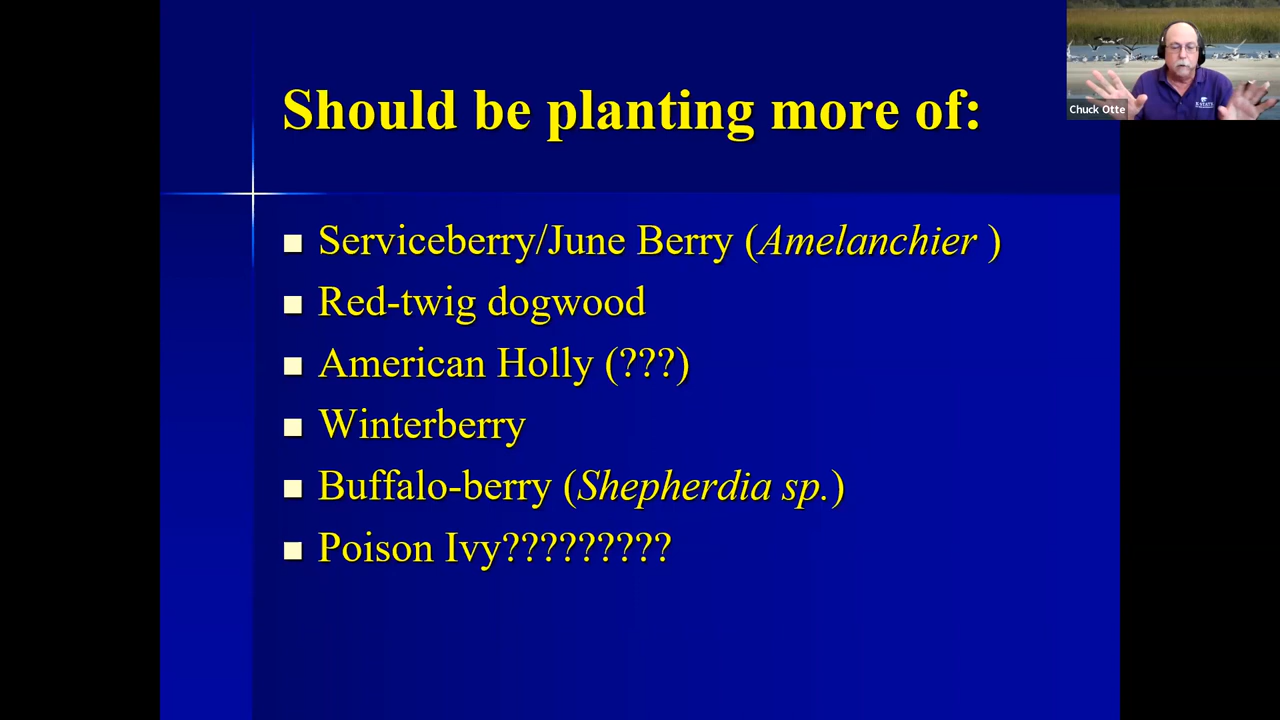 Should be planting more of:
Serviceberry/June Berry (Amelanchier )
Red-twig dogwood
American Holly (???)
Winterberry
Buffalo-berry (Shepherdia sp.)
Poison Ivy?????????
Chuck Otte